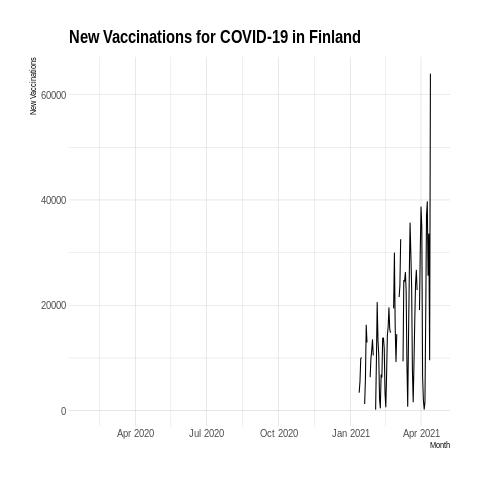 New Vaccinations for COVID-19 in Finland
New Vaccinations
60000
40000
20000
0
Apr 2020 Jul 2020 Oct 2020 Jan 2021 Apr 2021
Month